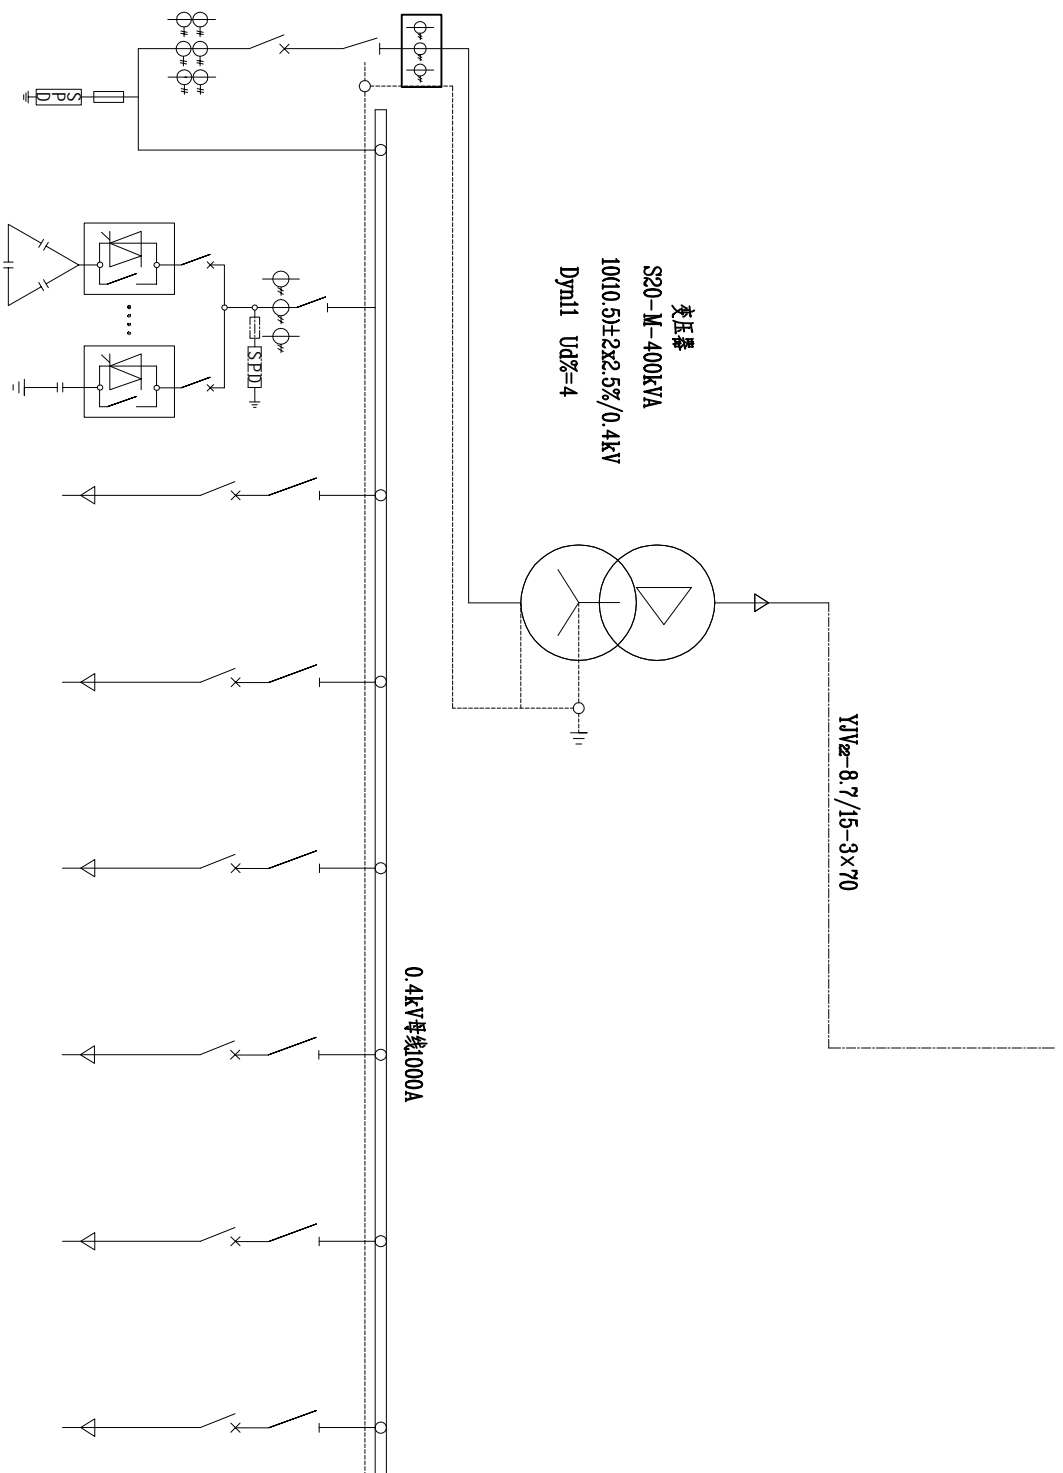 变压器
S20-M-400kVA
10(10.5)±2x2.5%/0.4kV
Dyn11 Ud%=4
YJV22-8.7/15-3×70
0.4kV母线1000A
SPD
SPD